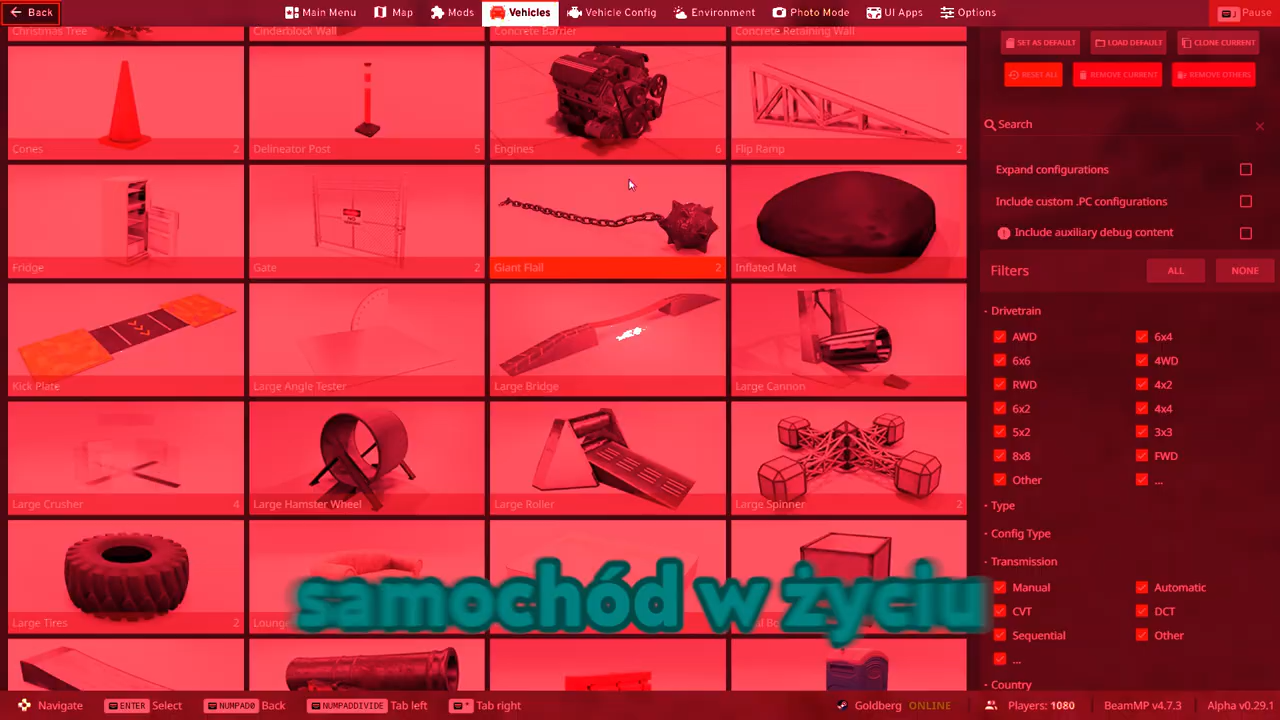 Back
Main Menu
Map
Mods
Vehicles
Vehicle Config
Environment
Photo Mode
UI Apps
Options
Pause
Christmas Tree
Cinderblock Wall
Concrete Barrier
Concrete Retaining Wall
SET AS DEFAULT
LOAD DEFAULT
CLONE CURRENT
RESET ALL
REMOVE CURRENT
REMOVE OTHERS
Cones 2
Delineator Post 5
Engines 6
Flip Ramp 2
Search
Expand configurations
Include custom .PC configurations
Include auxiliary debug content
Fridge
Gate 2
Giant Flail 2
Inflated Mat
Filters
ALL
NONE
- Drivetrain
AWD
6x4
6x6
4WD
RWD
4x2
6x2
4x4
5x2
3x3
8x8
FWD
Other
...
Kick Plate
Large Angle Tester
Large Bridge
Large Cannon
Large Crusher 4
Large Hamster Wheel
Large Roller
Large Spinner 2
- Type
- Config Type
- Transmission
Manual
Automatic
CVT
DCT
Sequential
Other
...
- Country
Large Tires 2
samochód w życiu
Navigate
ENTER Select
NUMPAD0 Back
NUMPADDIVIDE Tab left
Tab right
Goldberg ONLINE
Players: 1080
BeamMP v4.7.3
Alpha v0.29.1